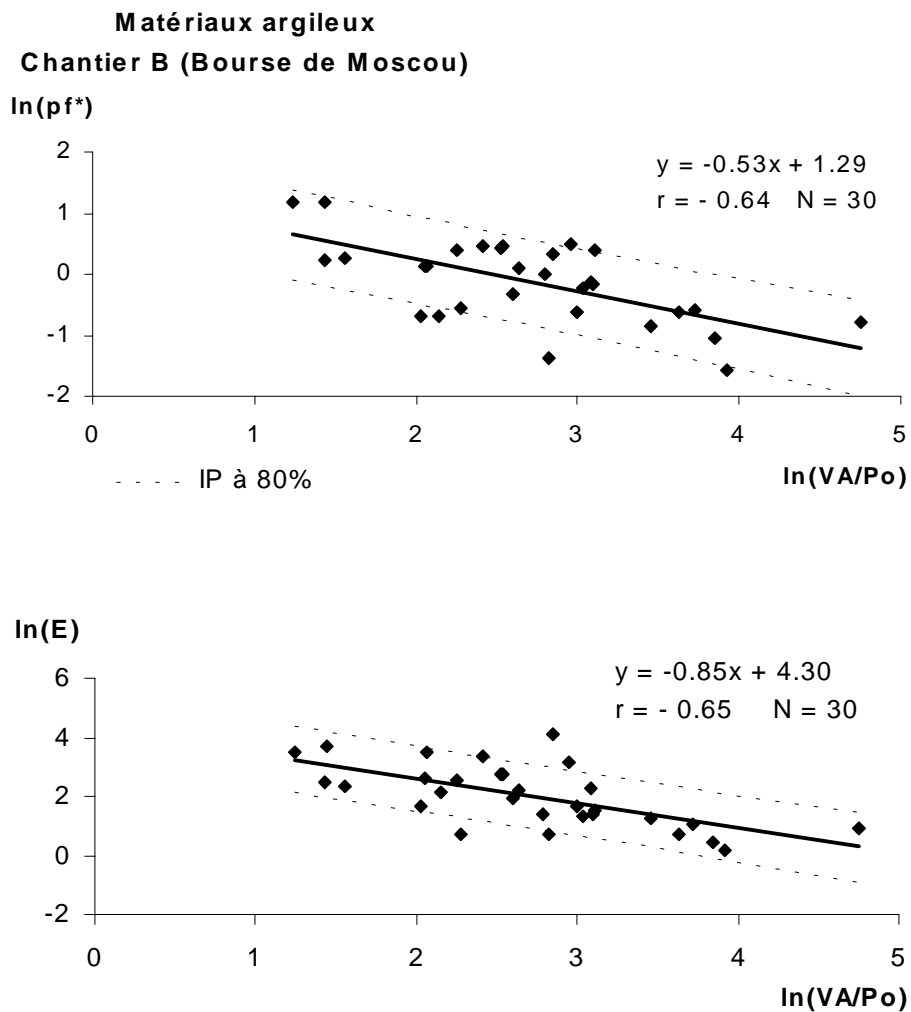 Matériaux argileux
Chantier B (Bourse de Moscou)
ln(pf*)
y = -0.53x + 1.29
r = - 0.64 N = 30
2
1
0
-1
-2
0 1 2 3 4 5
IP à 80%
ln(VA/Po)
ln(E)
y = -0.85x + 4.30
r = - 0.65 N = 30
6
4
2
0
-2
0 1 2 3 4 5
ln(VA/Po)